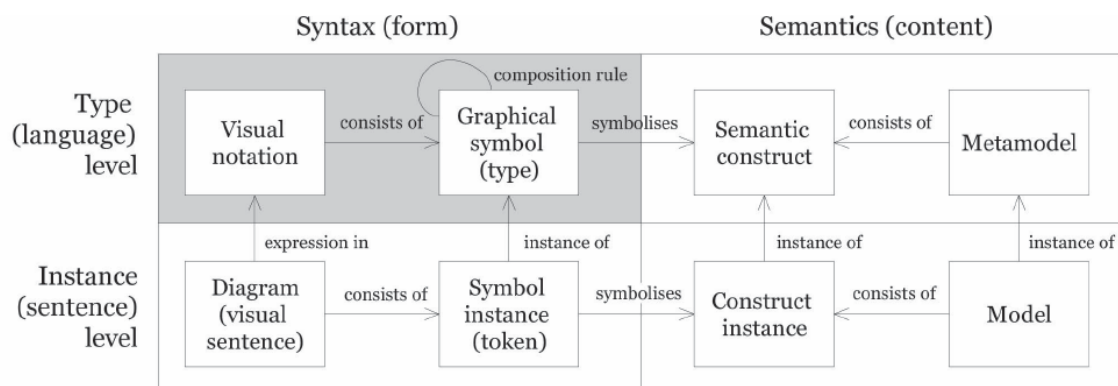 Syntax (form)
Semantics (content)
Type
(language)
level
composition rule
Visual
notation
consists of
Graphical
symbol
(type)
symbolises
Semantic
construct
consists of
Metamodel
expression in
instance of
instance of
instance of
Instance
(sentence)
level
Diagram
(visual
sentence)
consists of
Symbol
instance
(token)
symbolises
Construct
instance
consists of
Model